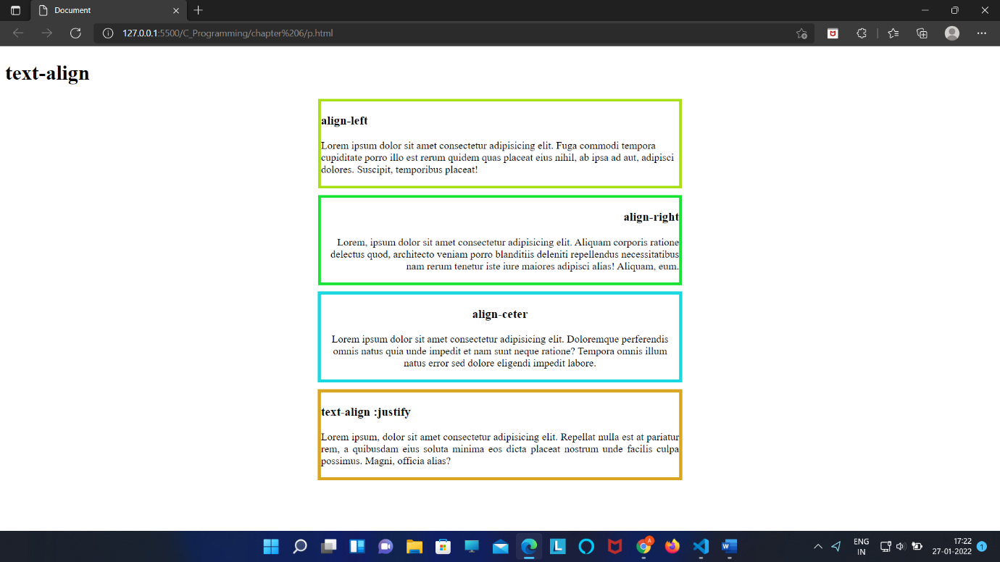 Document
127.0.0.1:5500/C_Programming/chapter%206/p.html
text-align
align-left
Lorem ipsum dolor sit amet consectetur adipisicing elit. Fuga commodi tempora
cupiditate porro illo est rerum quidem quas placeat eius nihil, ab ipsa ad aut, adipisci
dolores. Suscipit, temporibus placeat!
align-right
Lorem, ipsum dolor sit amet consectetur adipisicing elit. Aliquam corporis ratione
delectus quod, architecto veniam porro blanditiis deleniti repellendus necessitatibus
nam rerum tenetur iste iure maiores adipisci alias! Aliquam, eum.
align-ceter
Lorem ipsum dolor sit amet consectetur adipisicing elit. Doloremque perferendis
omnis natus quia unde impedit et nam sunt neque ratione? Tempora omnis illum
natus error sed dolore eligendi impedit labore.
text-align :justify
Lorem ipsum, dolor sit amet consectetur adipisicing elit. Repellat nulla est at pariatur
rem, a quibusdam eius soluta minima eos dicta placeat nostrum unde facilis culpa
possimus. Magni, officia alias?
L
A
W
ENG
IN
17:22
27-01-2022
1